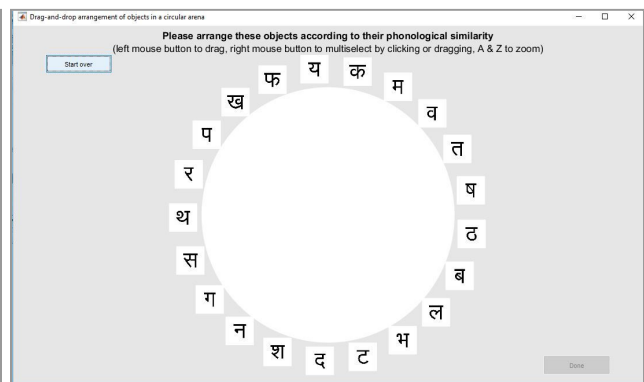 Drag-and-drop arrangement of objects in a circular arena
Please arrange these objects according to their phonological similarity
(left mouse button to drag, right mouse button to multiselect by clicking or dragging, A & Z to zoom)
Start over
य
क
म
व
त
ष
ठ
ब
ल
भ
ट
द
श
न
ग
स
थ
र
प
ख
फ
Done